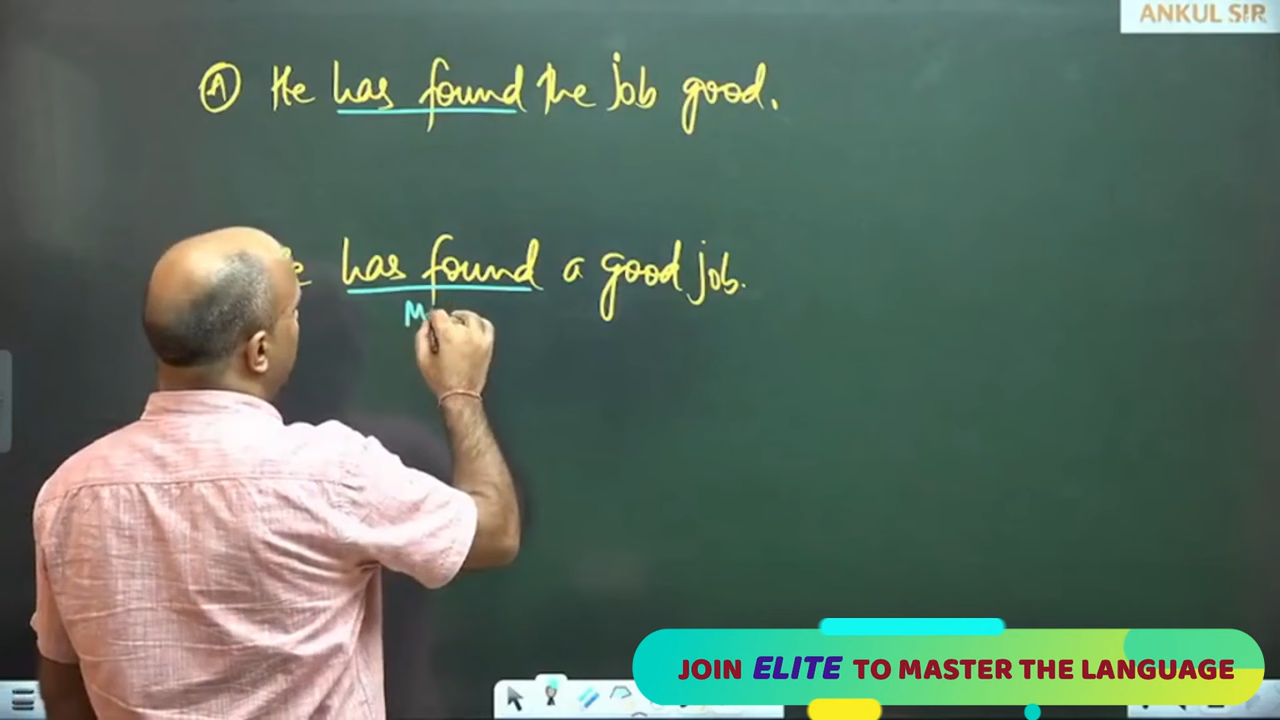 ANKUL SIR
Ⓐ He has found the job good.
has found a good job.
M
JOIN ELITE TO MASTER THE LANGUAGE